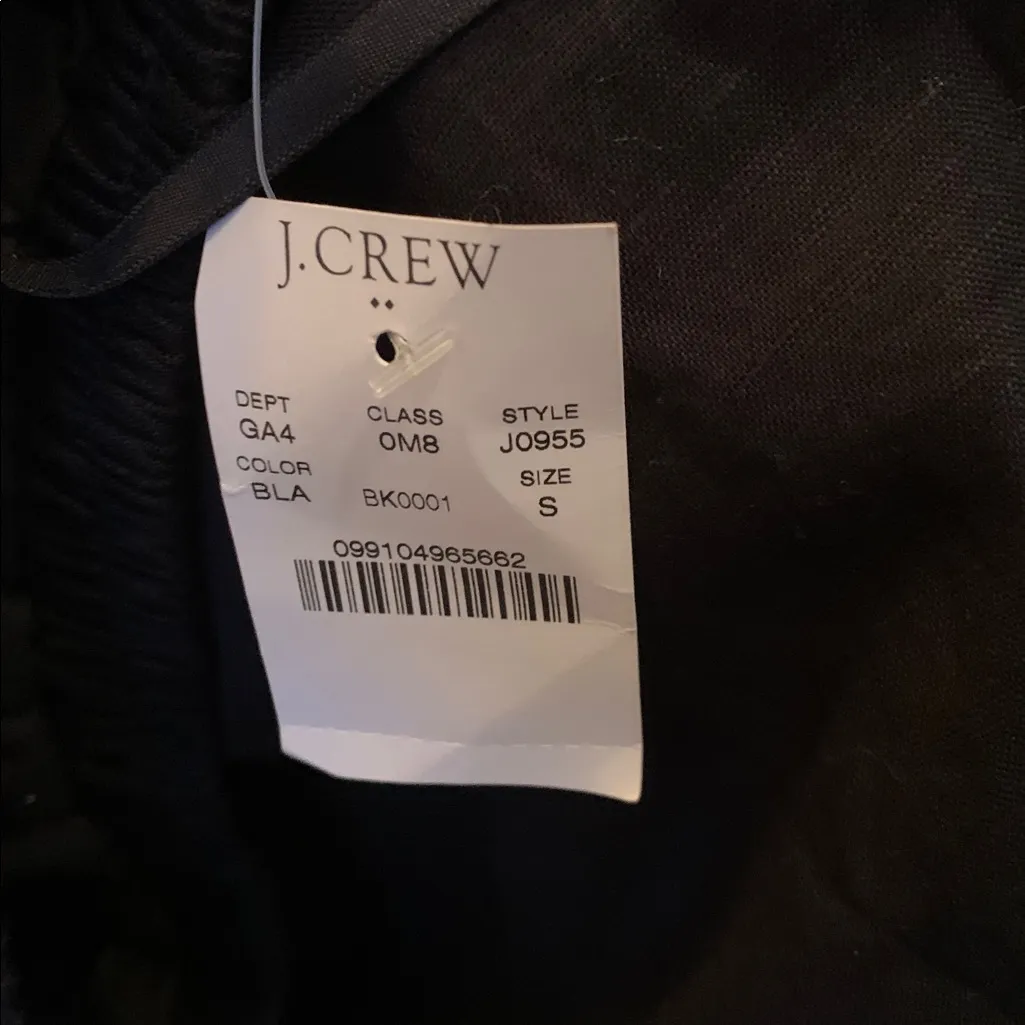 J.CREW
DEPT CLASS STYLE
GA4 0M8 J0955
COLOR SIZE
BLA BK0001 S
099104965662